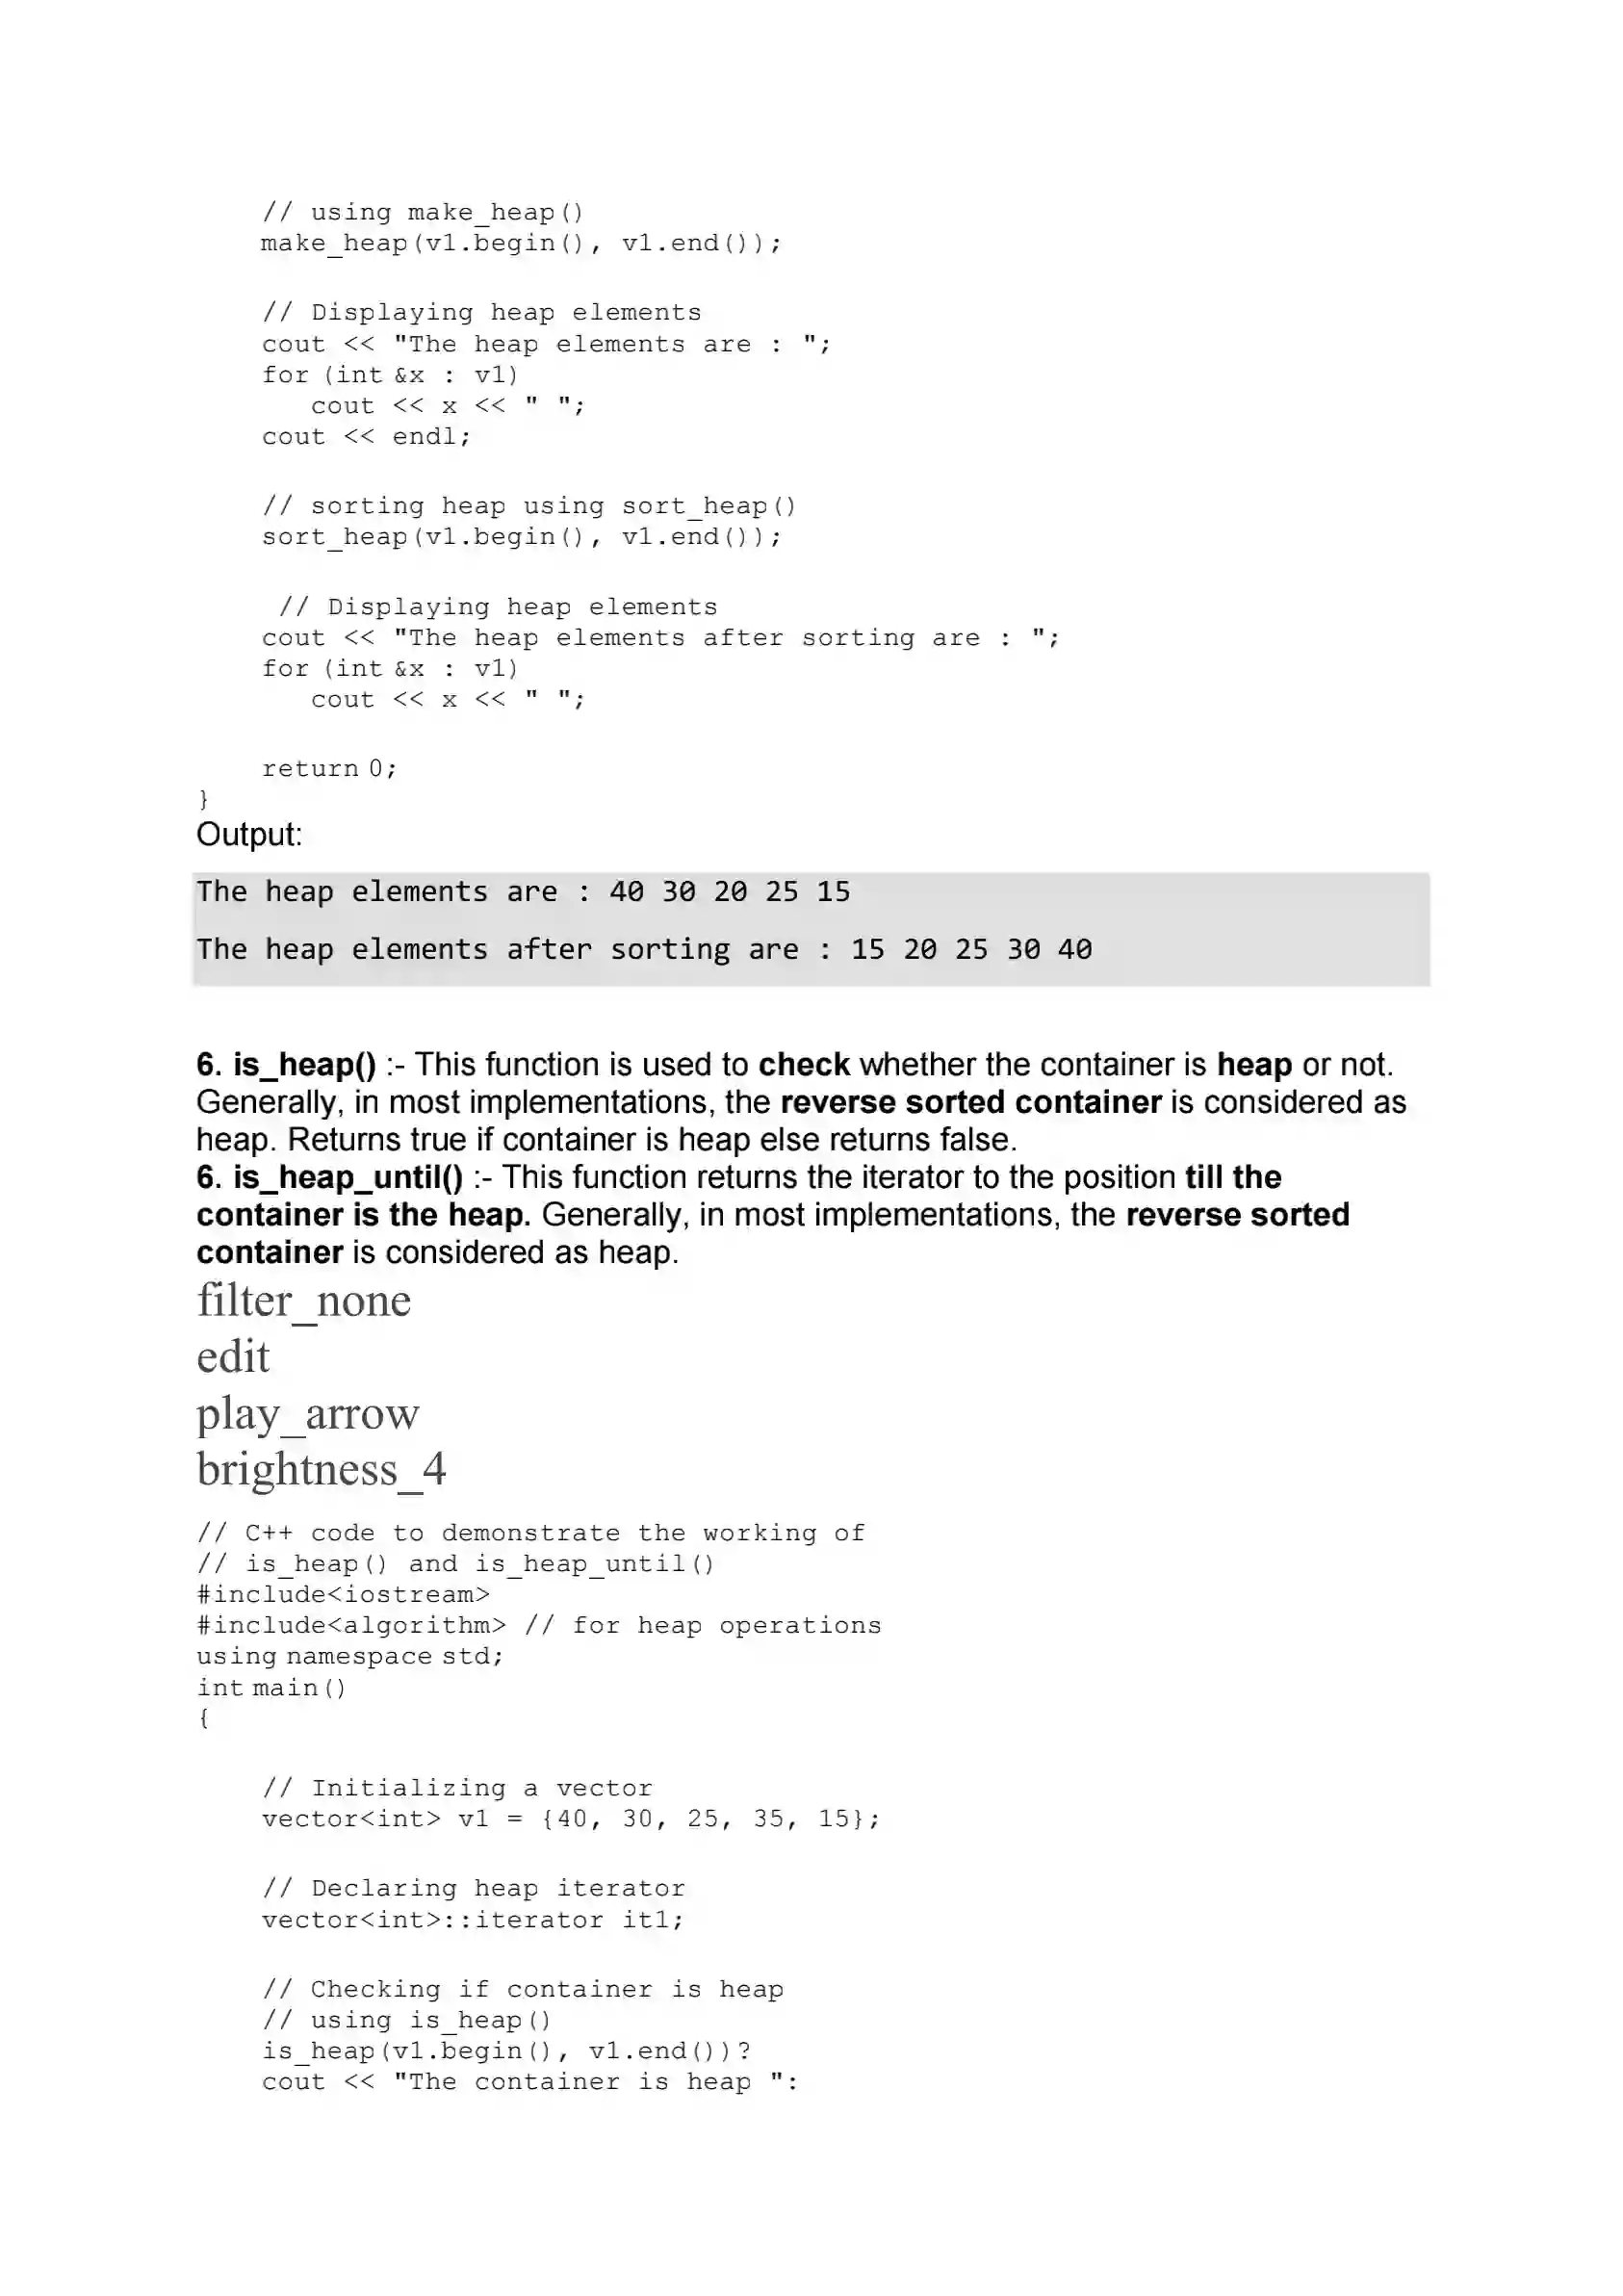 // using make_heap()
make_heap(v1.begin(), v1.end());
// Displaying heap elements
cout << "The heap elements are : ";
for (int &x : v1)
cout << x << " ";
cout << endl;
// sorting heap using sort_heap()
sort_heap(v1.begin(), v1.end());
// Displaying heap elements
cout << "The heap elements after sorting are : ";
for (int &x : v1)
cout << x << " ";
return 0;
}
Output:
The heap elements are : 40 30 20 25 15
The heap elements after sorting are : 15 20 25 30 40
6. is_heap() :- This function is used to check whether the container is heap or not.
Generally, in most implementations, the reverse sorted container is considered as
heap. Returns true if container is heap else returns false.
6. is_heap_until() :- This function returns the iterator to the position till the
container is the heap. Generally, in most implementations, the reverse sorted
container is considered as heap.
filter_none
edit
play_arrow
brightness_4
// C++ code to demonstrate the working of
// is_heap() and is_heap_until()
#include<iostream>
#include<algorithm> // for heap operations
using namespace std;
int main()
{
// Initializing a vector
vector<int> v1 = {40, 30, 25, 35, 15};
// Declaring heap iterator
vector<int>::iterator it1;
// Checking if container is heap
// using is_heap()
is_heap(v1.begin(), v1.end())?
cout << "The container is heap ":